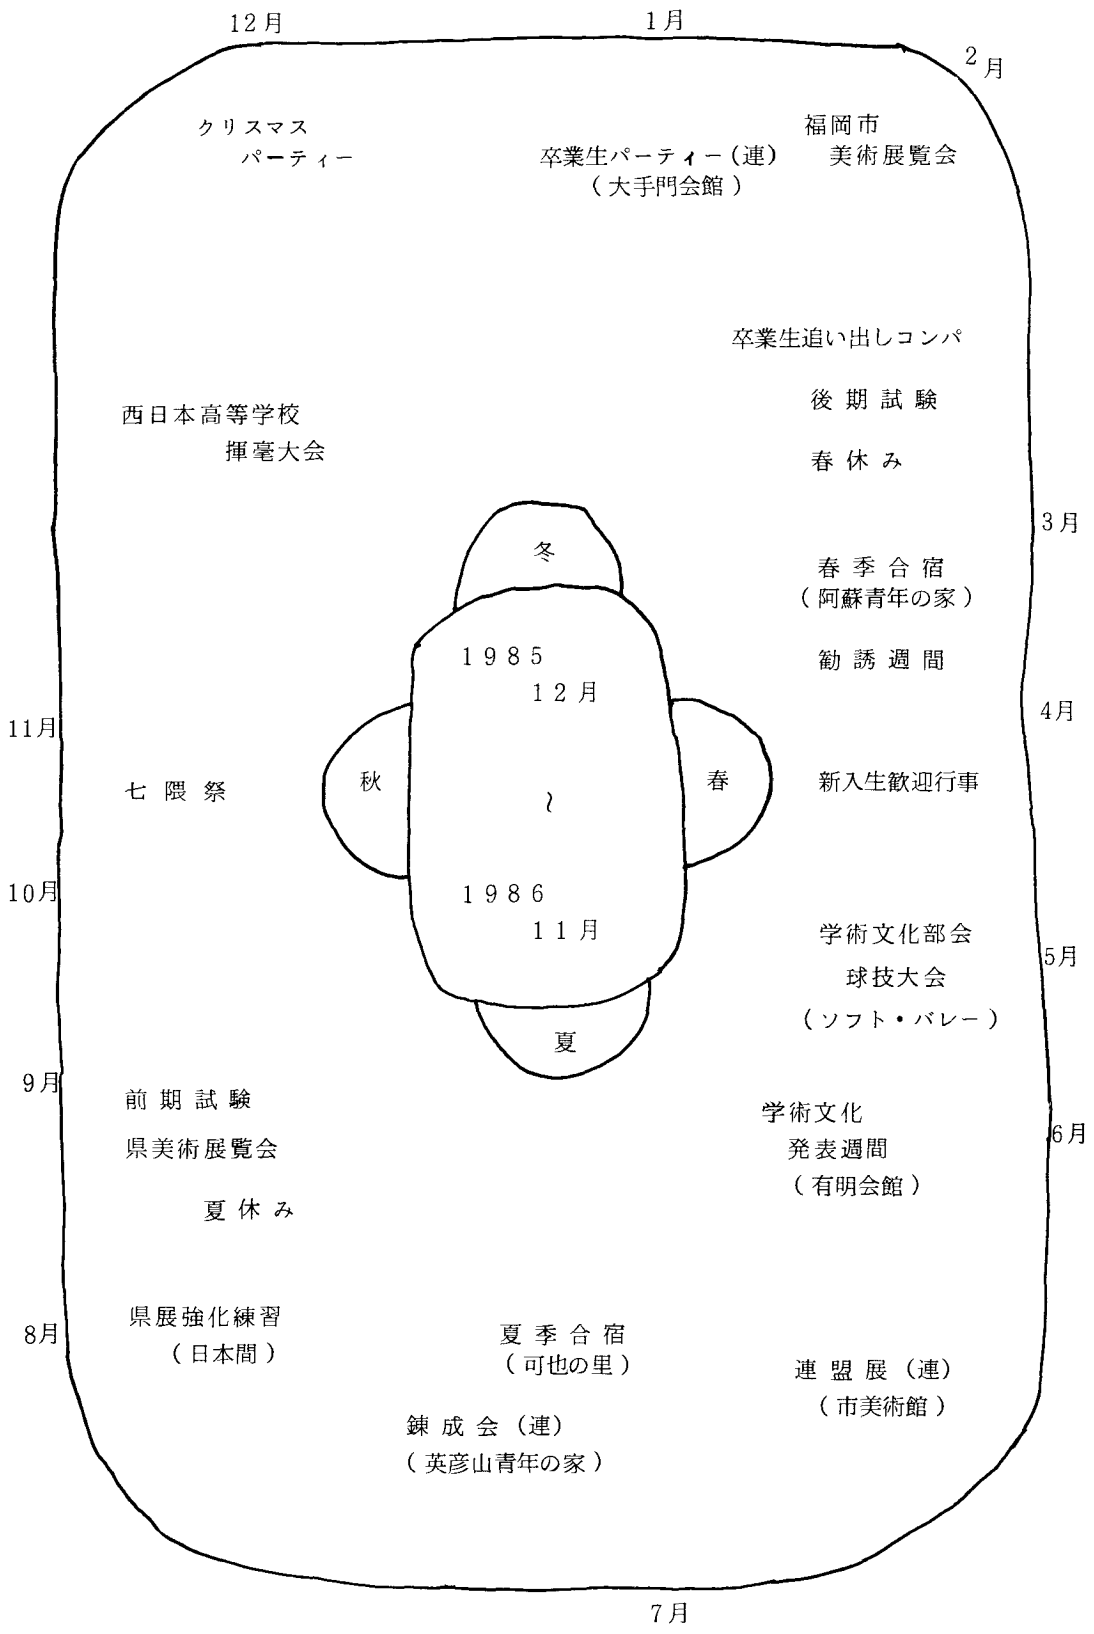 12月
1月
2月
クリスマス
パーティー
卒業生パーティー(連)
(大手門会館)
福岡市
美術展覧会
卒業生追い出しコンパ
後期試験
春休み
西日本高等学校
揮毫大会
3月
春季合宿
(阿蘇青年の家)
勧誘週間
4月
新入生歓迎行事
冬
春
夏
秋
1985
12月
~
1986
11月
11月
七隈祭
10月
学術文化部会
球技大会
(ソフト・バレー)
5月
9月
前期試験
県美術展覧会
夏休み
学術文化
発表週間
(有明会館)
6月
8月
県展強化練習
(日本間)
夏季合宿
(可也の里)
錬成会(連)
(英彦山青年の家)
連盟展(連)
(市美術館)
7月